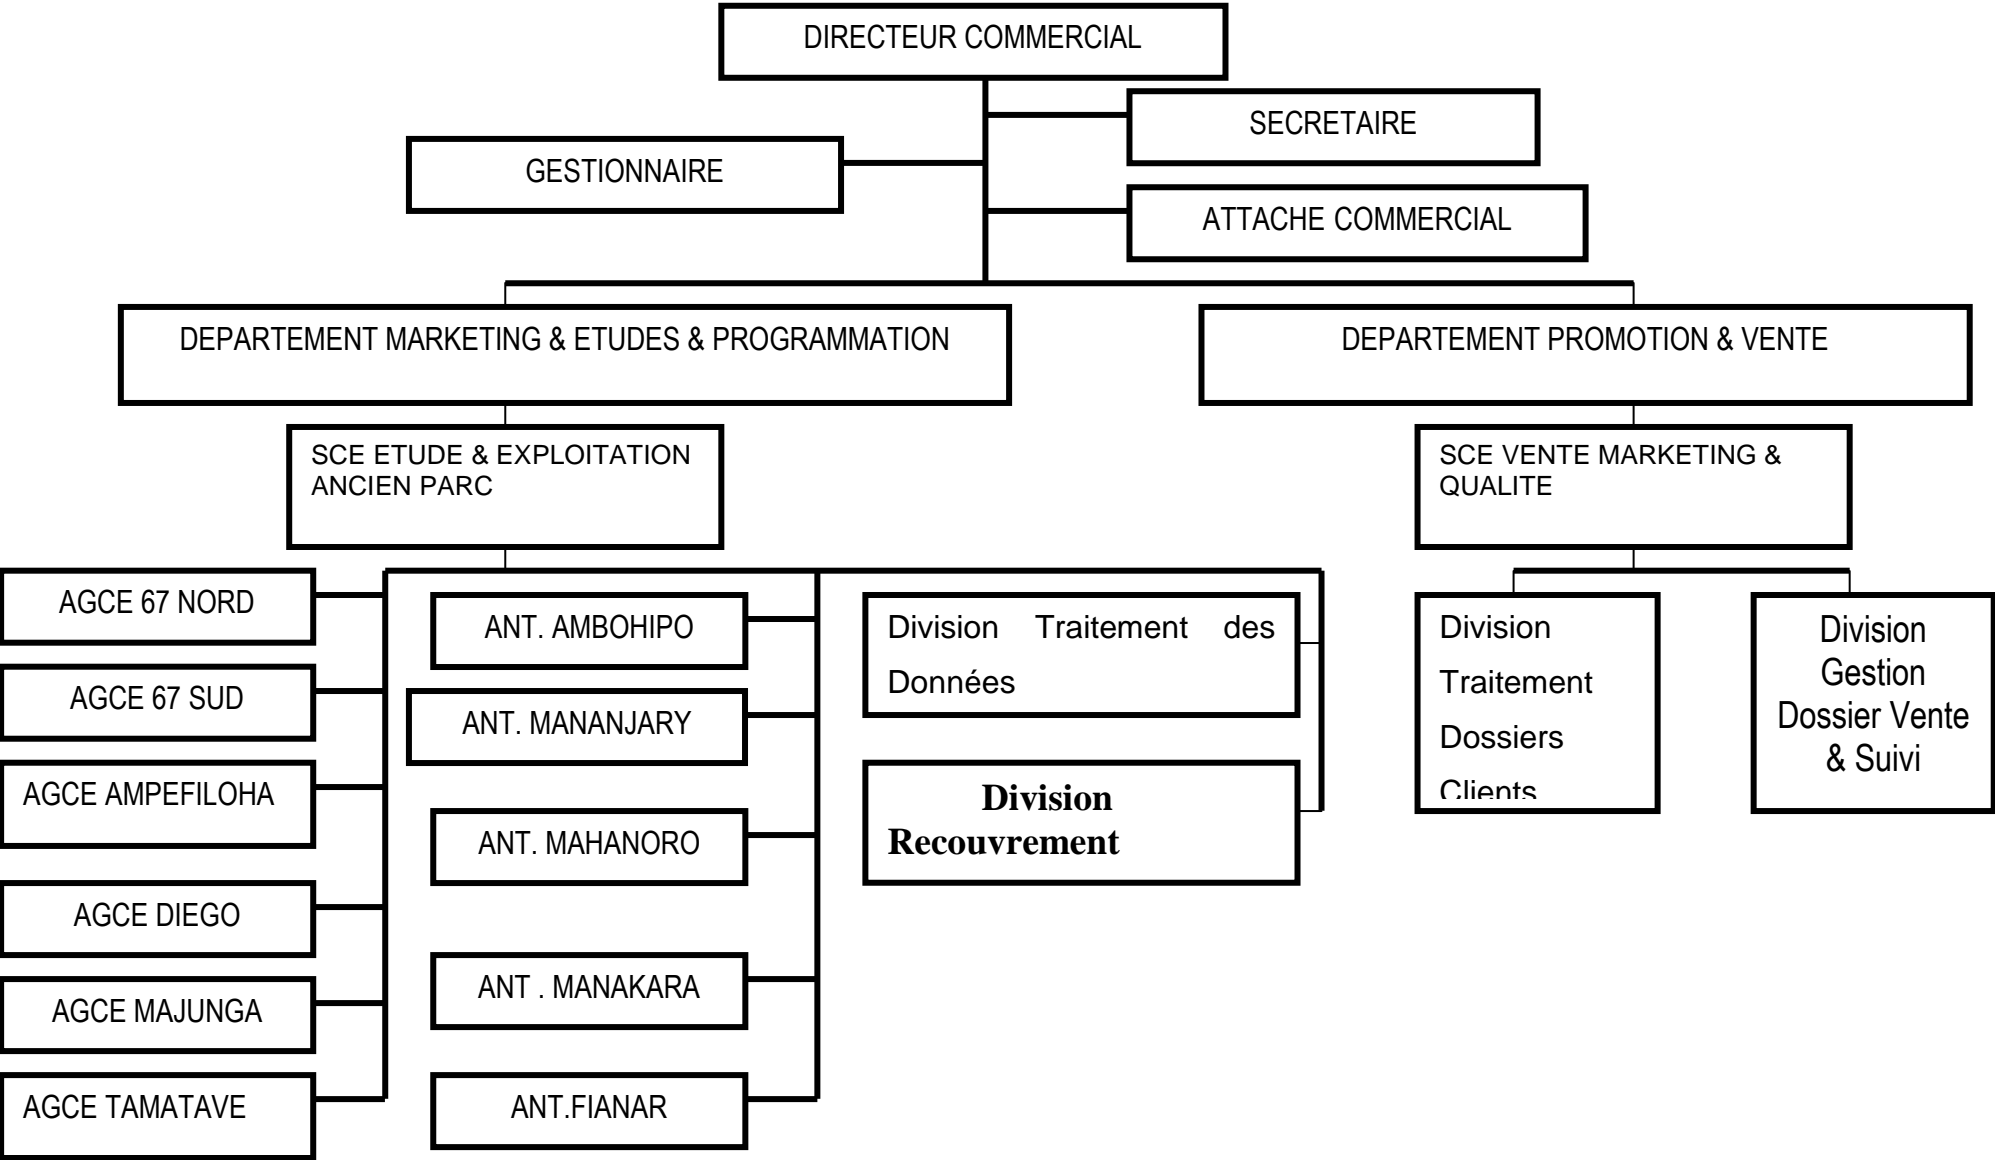 DIRECTEUR COMMERCIAL
SECRETAIRE
GESTIONNAIRE
ATTACHE COMMERCIAL
DEPARTEMENT MARKETING & ETUDES & PROGRAMMATION
DEPARTEMENT PROMOTION & VENTE
SCE ETUDE & EXPLOITATION
ANCIEN PARC
SCE VENTE MARKETING &
QUALITE
AGCE 67 NORD
AGCE 67 SUD
AGCE AMPEFILOHA
AGCE DIEGO
AGCE MAJUNGA
AGCE TAMATAVE
ANT. AMBOHIPO
ANT. MANANJARY
ANT. MAHANORO
ANT . MANAKARA
ANT.FIANAR
Division Traitement des
Données
Division
Recouvrement
Division
Traitement
Dossiers
Clients
Division
Gestion
Dossier Vente
& Suivi